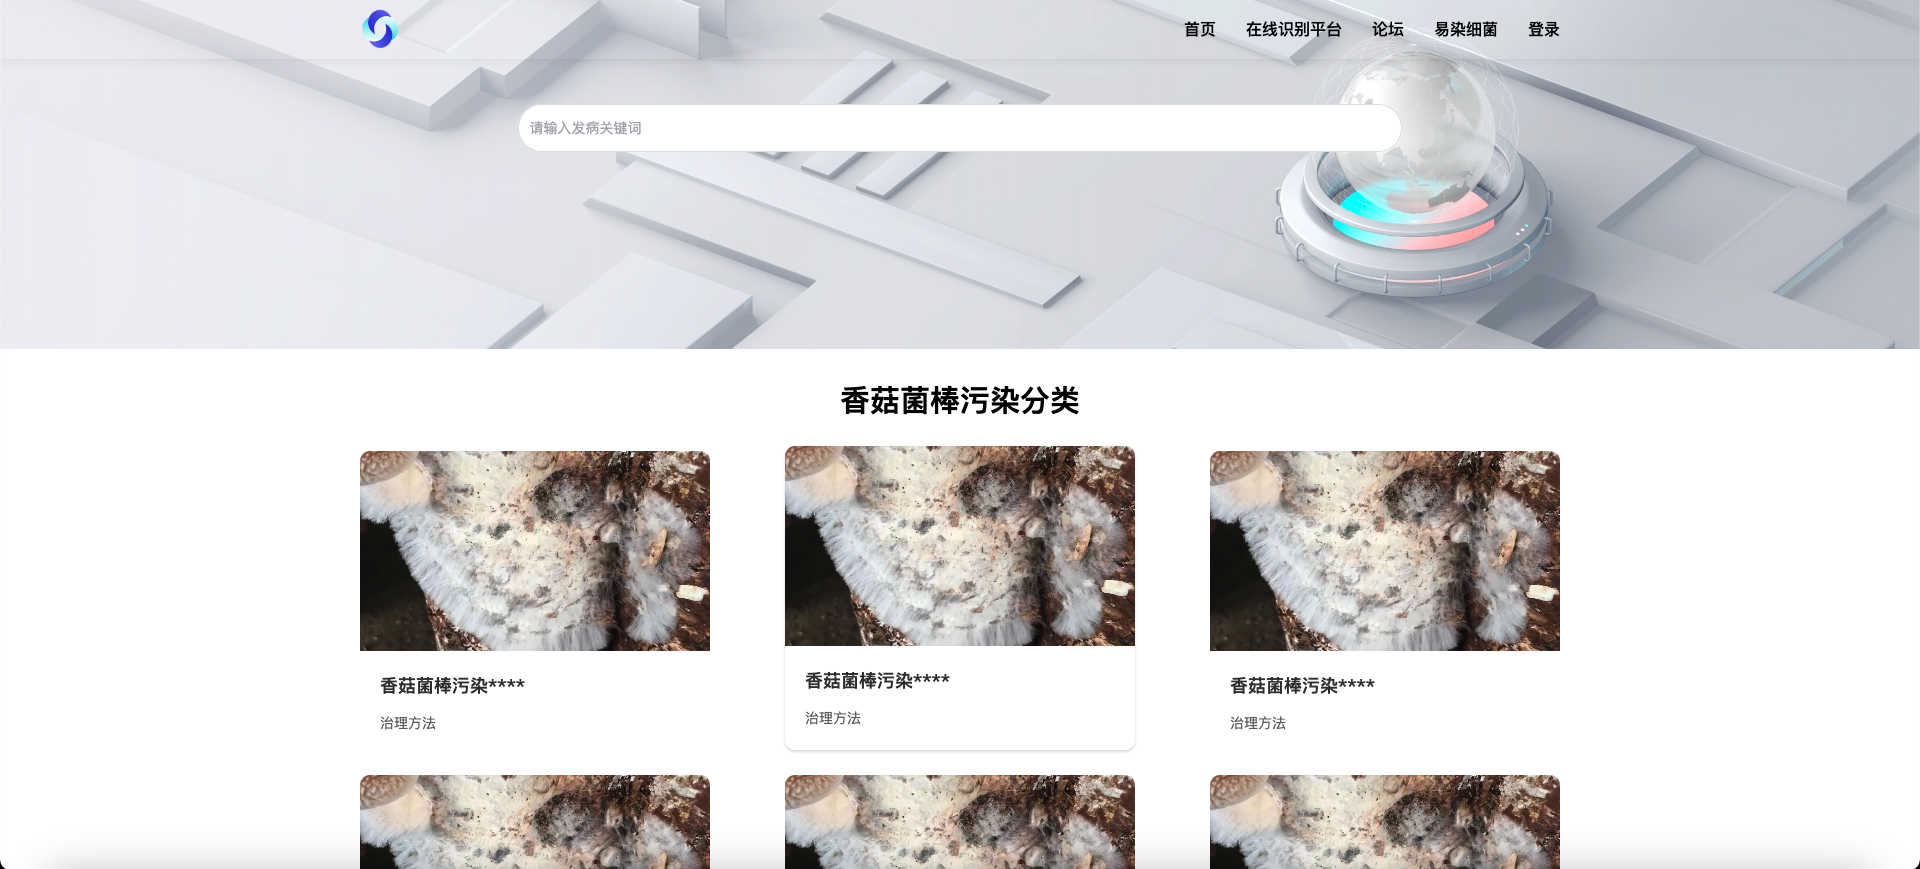 首页 在线识别平台 论坛 易染细菌 登录
请输入发病关键词
香菇菌棒污染分类
香菇菌棒污染****
治理方法
香菇菌棒污染****
治理方法
香菇菌棒污染****
治理方法